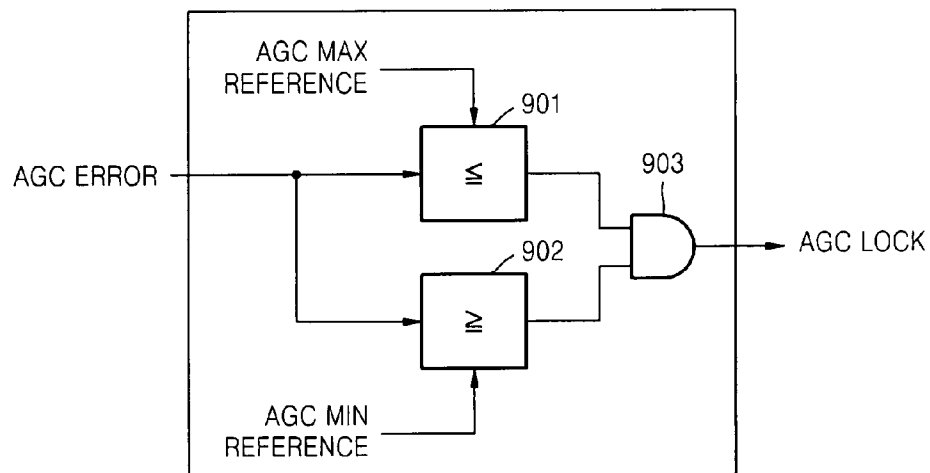 AGC MAX
REFERENCE
901
≦
AGC ERROR
903
AGC LOCK
902
≧
AGC MIN
REFERENCE